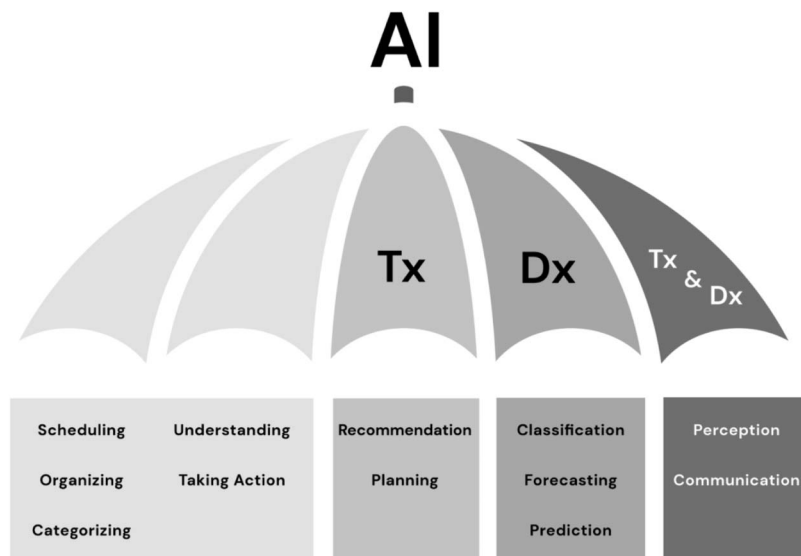 AI
Tx
Dx
Tx
&
Dx
Scheduling
Organizing
Categorizing
Understanding
Taking Action
Recommendation
Planning
Classification
Forecasting
Prediction
Perception
Communication